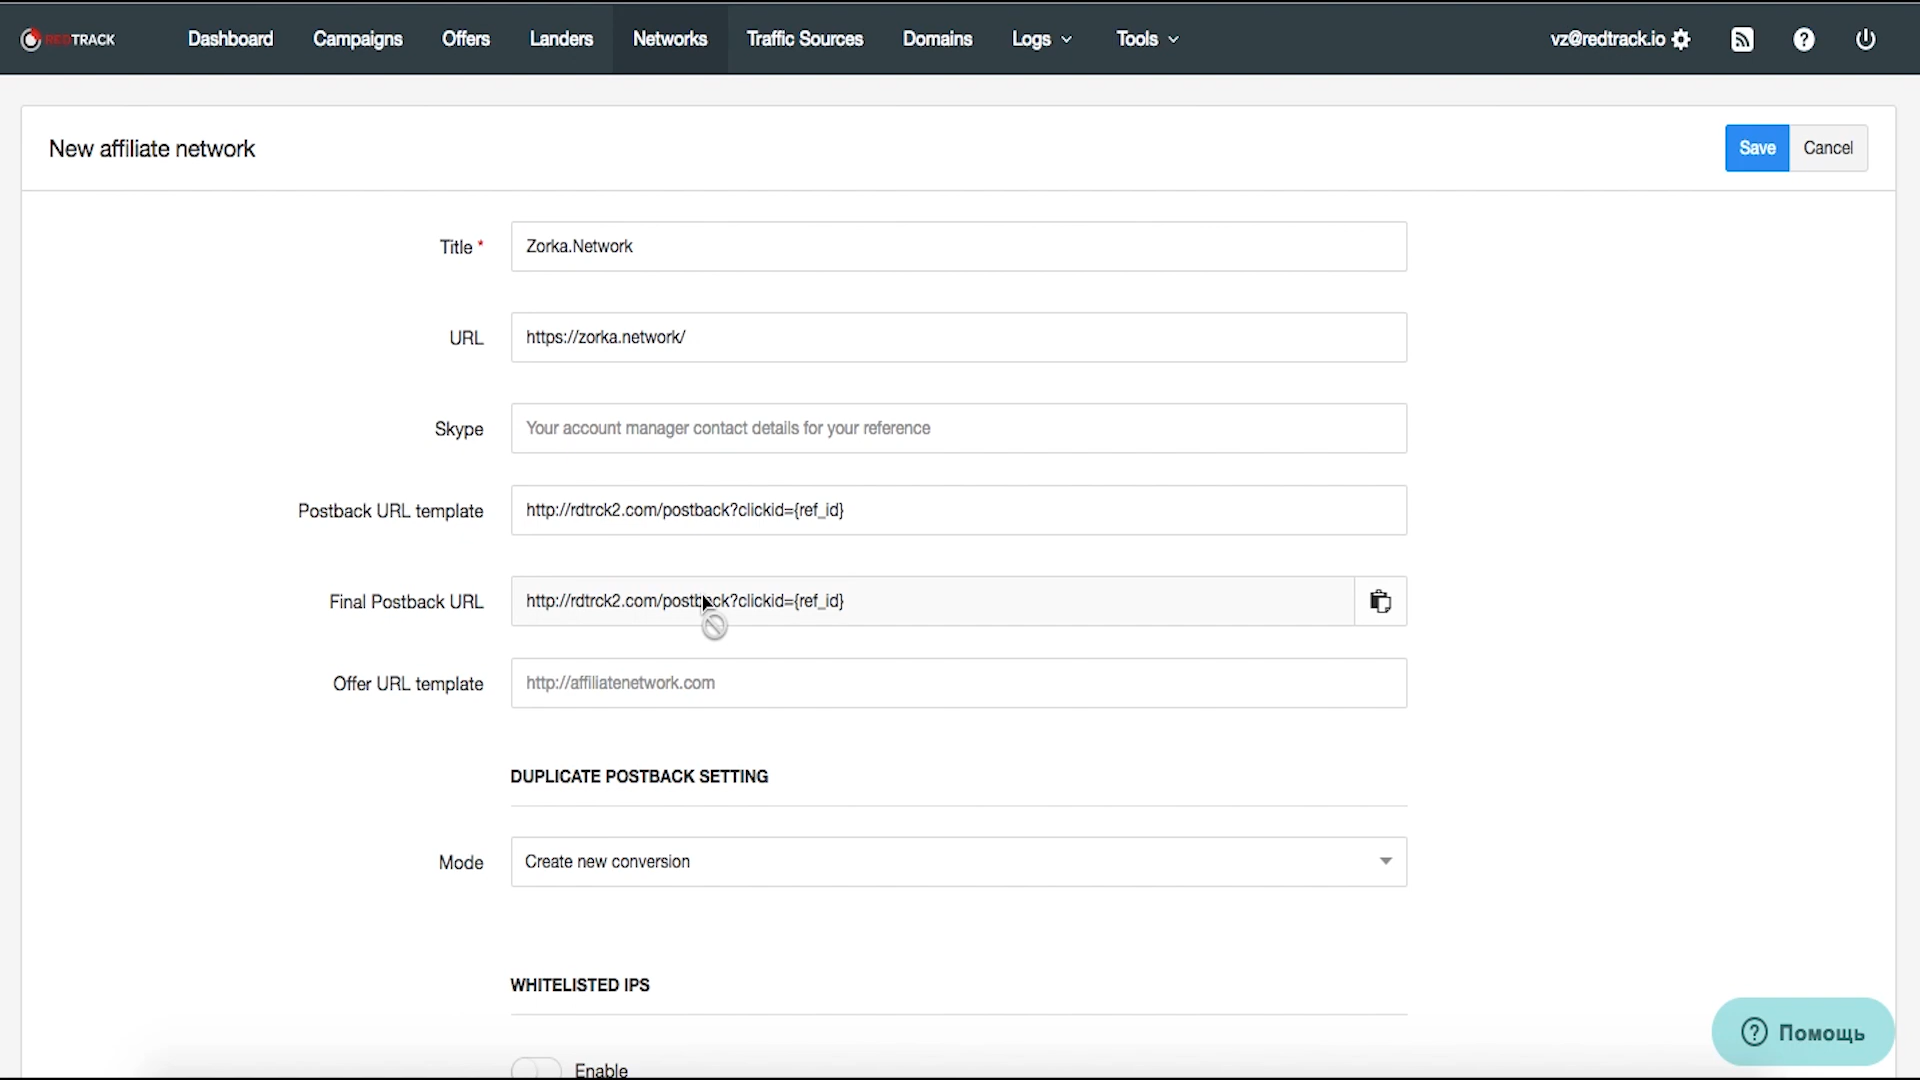 REDTRACK
Dashboard
Campaigns
Offers
Landers
Networks
Traffic Sources
Domains
Logs
Tools
vz@redtrack.io
New affiliate network
Save
Cancel
Title *
Zorka.Network
URL
https://zorka.network/
Skype
Your account manager contact details for your reference
Postback URL template
http://rdtrck2.com/postback?clickid={ref_id}
Final Postback URL
http://rdtrck2.com/postback?clickid={ref_id}
Offer URL template
http://affiliatenetwork.com
DUPLICATE POSTBACK SETTING
Mode
Create new conversion
WHITELISTED IPS
Enable
Помощь